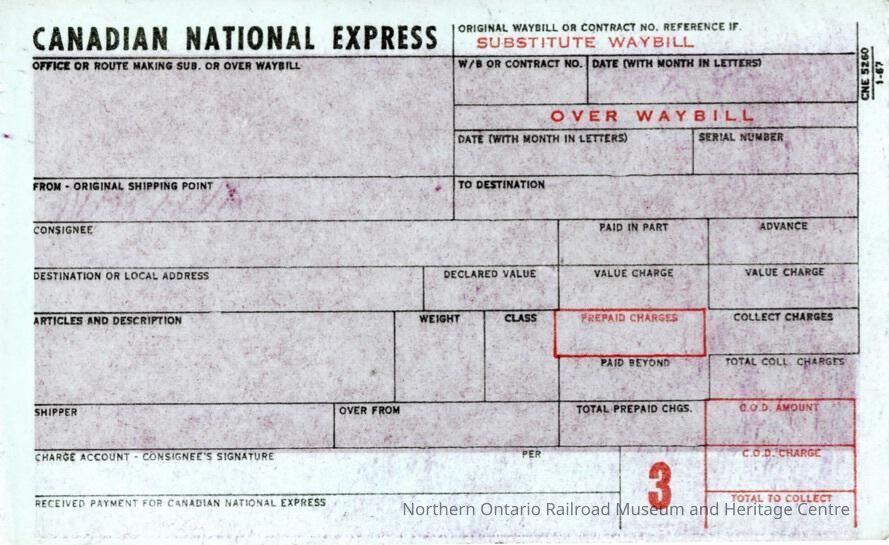 CANADIAN NATIONAL EXPRESS
ORIGINAL WAYBILL OR CONTRACT NO. REFERENCE IF.
SUBSTITUTE WAYBILL
OFFICE OR ROUTE MAKING SUB. OR OVER WAYBILL
W/B OR CONTRACT NO.
DATE (WITH MONTH IN LETTERS)
CNE 5260
1-67
OVER WAYBILL
DATE (WITH MONTH IN LETTERS)
SERIAL NUMBER
FROM - ORIGINAL SHIPPING POINT
TO DESTINATION
CONSIGNEE
PAID IN PART
ADVANCE
DESTINATION OR LOCAL ADDRESS
DECLARED VALUE
VALUE CHARGE
VALUE CHARGE
ARTICLES AND DESCRIPTION
WEIGHT
CLASS
PREPAID CHARGES
COLLECT CHARGES
PAID BEYOND
TOTAL COLL. CHARGES
SHIPPER
OVER FROM
TOTAL PREPAID CHGS.
C.O.D. AMOUNT
CHARGE ACCOUNT - CONSIGNEE'S SIGNATURE
PER
3
C.O.D. CHARGE
RECEIVED PAYMENT FOR CANADIAN NATIONAL EXPRESS
TOTAL TO COLLECT
Northern Ontario Railroad Museum and Heritage Centre